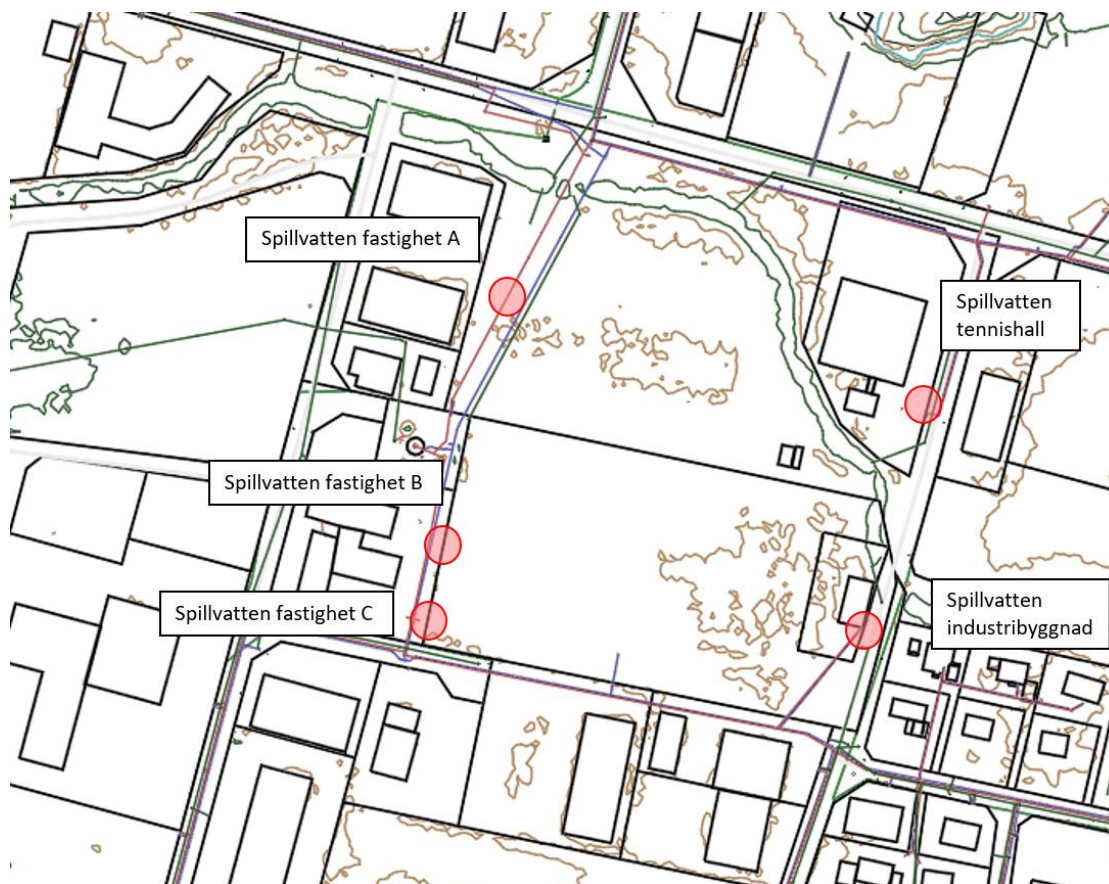 Spillvatten fastighet A
Spillvatten
tennishall
Spillvatten fastighet B
Spillvatten fastighet C
Spillvatten
industribyggnad